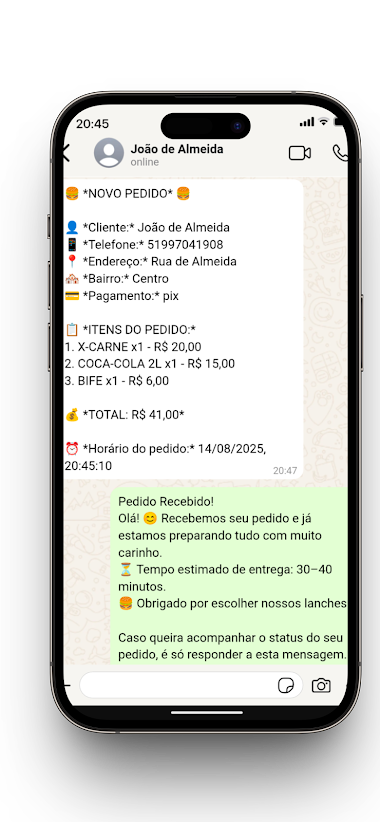 20:45
João de Almeida
online
🍔 *NOVO PEDIDO* 🍔
👤 *Cliente:* João de Almeida
📱 *Telefone:* 51997041908
📍 *Endereço:* Rua de Almeida
🏘️ *Bairro:* Centro
💳 *Pagamento:* pix
📋 *ITENS DO PEDIDO:*
1. X-CARNE x1 - R$ 20,00
2. COCA-COLA 2L x1 - R$ 15,00
3. BIFE x1 - R$ 6,00
💰 *TOTAL: R$ 41,00*
⏰ *Horário do pedido:* 14/08/2025,
20:45:10
20:47
Pedido Recebido!
Olá! 😊 Recebemos seu pedido e já
estamos preparando tudo com muito
carinho.
⏳ Tempo estimado de entrega: 30–40
minutos.
🍔 Obrigado por escolher nossos lanches
Caso queira acompanhar o status do seu
pedido, é só responder a esta mensagem.